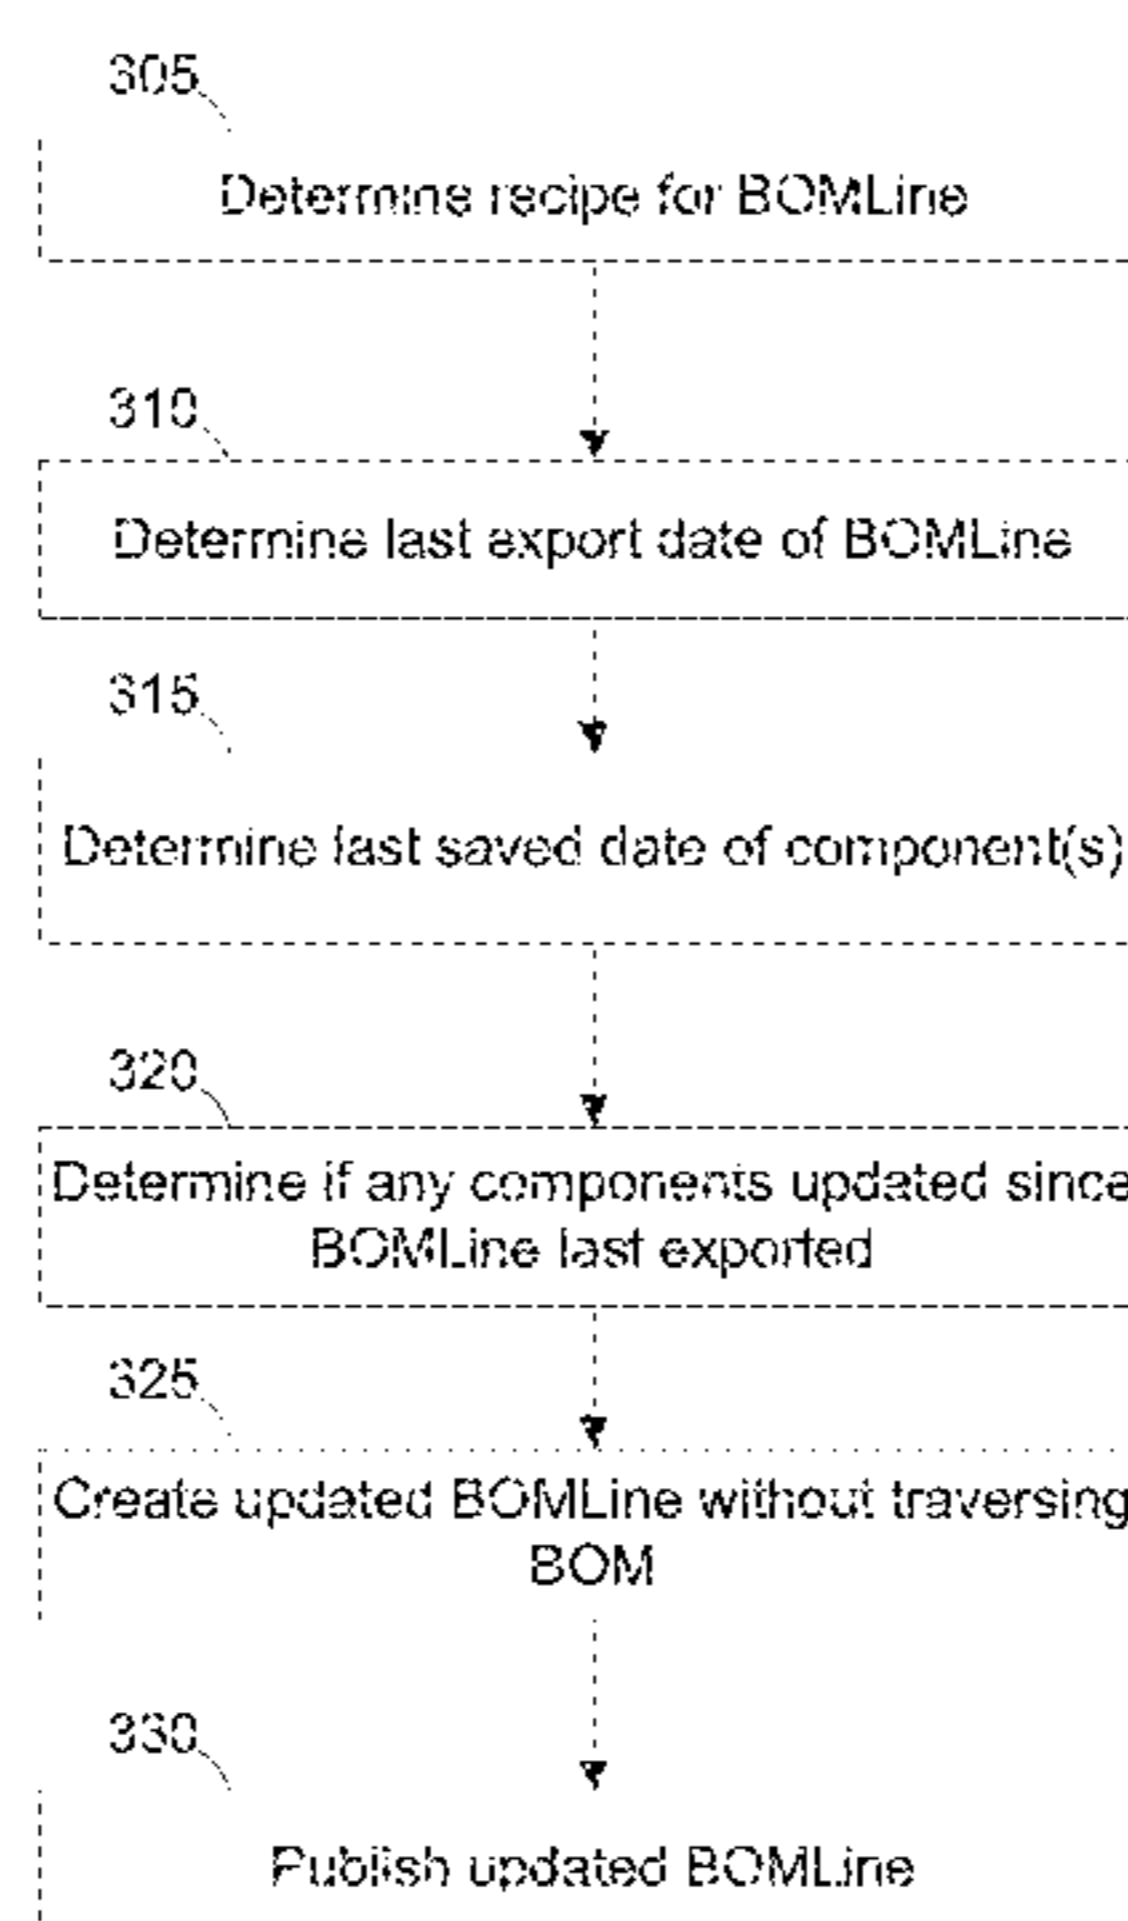 305
Determine recipe for BOMLine
310
Determine last export date of BOMLine
315
Determine last saved date of component(s)
320
Determine if any components updated since
BOMLine last exported
325
Create updated BOMLine without traversing
BOM
330
Publish updated BOMLine